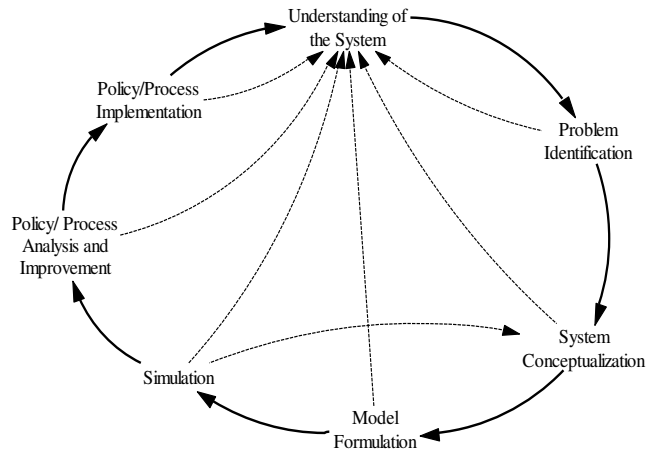 Understanding of
the System
Problem
Identification
System
Conceptualization
Model
Formulation
Simulation
Policy/ Process
Analysis and
Improvement
Policy/Process
Implementation